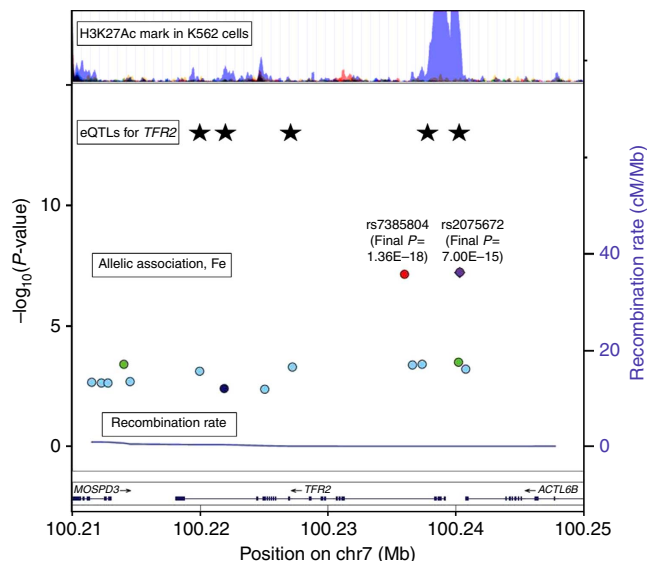 H3K27Ac mark in K562 cells
eQTLs for TFR2
10
5
0
–log10(P-value)
rs7385804
(Final P=
1.36E–18)
rs2075672
(Final P=
7.00E–15)
Allelic association, Fe
40
20
0
Recombination rate (cM/Mb)
Recombination rate
MOSPD3→
←TFR2
←ACTL6B
100.21
100.22
100.23
100.24
100.25
Position on chr7 (Mb)